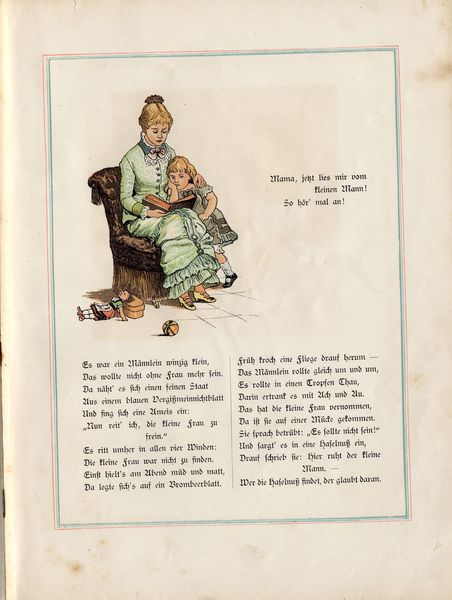 Mama, jetzt lies mir vom
kleinen Mann!
So hör' mal an!
Es war ein Männlein winzig klein,
Das wollte nicht ohne Frau mehr sein.
Da näht' es sich einen feinen Staat
Aus einem blauen Vergißmeinnichtblatt
Und fing sich eine Ameis ein:
„Nun reit' ich, die kleine Frau zu
frein.“
Es ritt umher in allen vier Winden:
Die kleine Frau war nicht zu finden.
Einst hielt's am Abend müd und matt,
Da legte sich's auf ein Brombeerblatt.
Früh kroch eine Fliege drauf herum —
Das Männlein rollte gleich um und um,
Es rollte in einen Tropfen Thau,
Darin ertrank es mit Ach und Au.
Das hat die kleine Frau vernommen,
Da ist sie auf einer Mücke gekommen.
Sie sprach betrübt: „Es sollte nicht sein!“
Und sargt' es in eine Haselnuß ein,
Drauf schrieb sie: Hier ruht der kleine
Mann. —
Wer die Haselnuß findet, der glaubt daran.